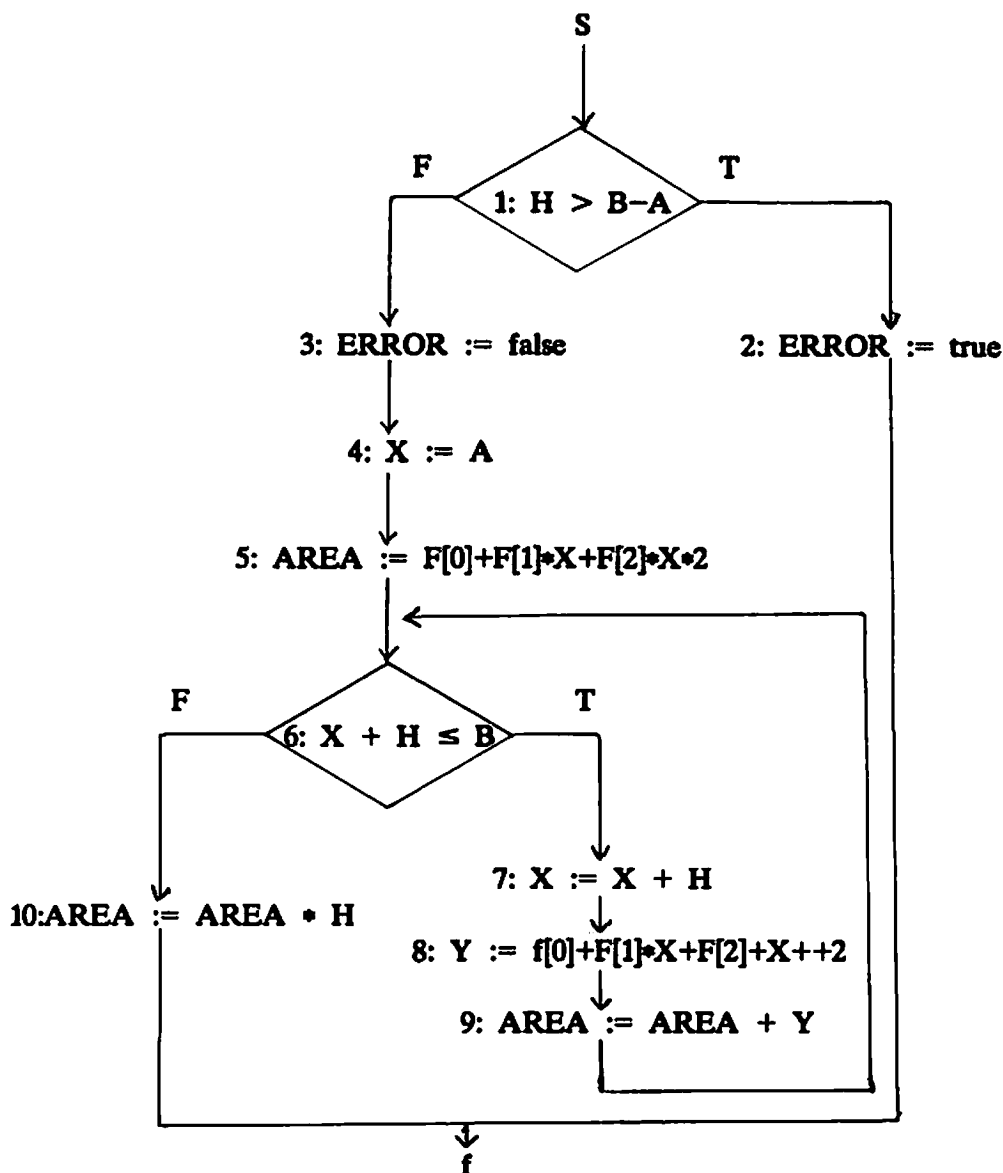 S
F
T
1: H > B-A
3: ERROR := false
2: ERROR := true
4: X := A
5: AREA := F[0]+F[1]*X+F[2]*X*2
F
T
6: X + H ≤ B
7: X := X + H
10:AREA := AREA * H
8: Y := f[0]+F[1]*X+F[2]+X++2
9: AREA := AREA + Y
f